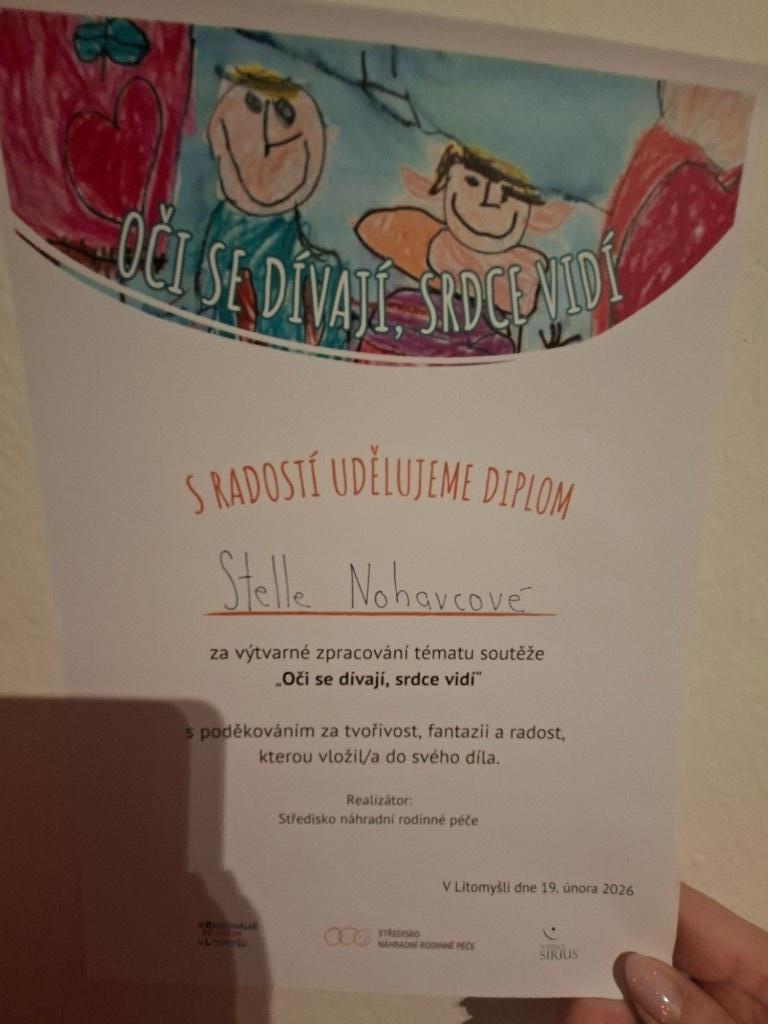 OČI SE DÍVAJÍ, SRDCE VIDÍ
S RADOSTÍ UDĚLUJEME DIPLOM
Stelle Nohavcové
za výtvarné zpracování tématu soutěže
„Oči se dívají, srdce vidí“
s poděkováním za tvořivost, fantazii a radost,
kterou vložil/a do svého díla.
Realizátor:
Středisko náhradní rodinné péče
V Litomyšli dne 19. února 2026
STŘEDISKO
NÁHRADNÍ RODINNÉ PÉČE
SIRIUS